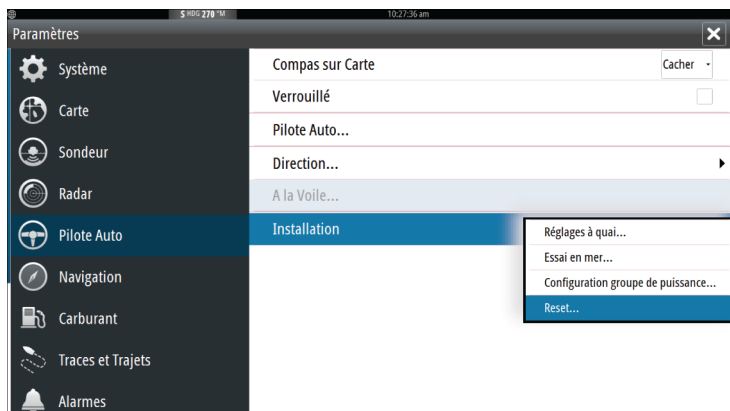 S HDG 270 °M
10:27:36 am
Paramètres
Système
Carte
Sondeur
Radar
Pilote Auto
Navigation
Carburant
Traces et Trajets
Alarmes
Compas sur Carte
Cacher
Verrouillé
Pilote Auto...
Direction...
A la Voile...
Installation
Réglages à quai...
Essai en mer...
Configuration groupe de puissance...
Reset...